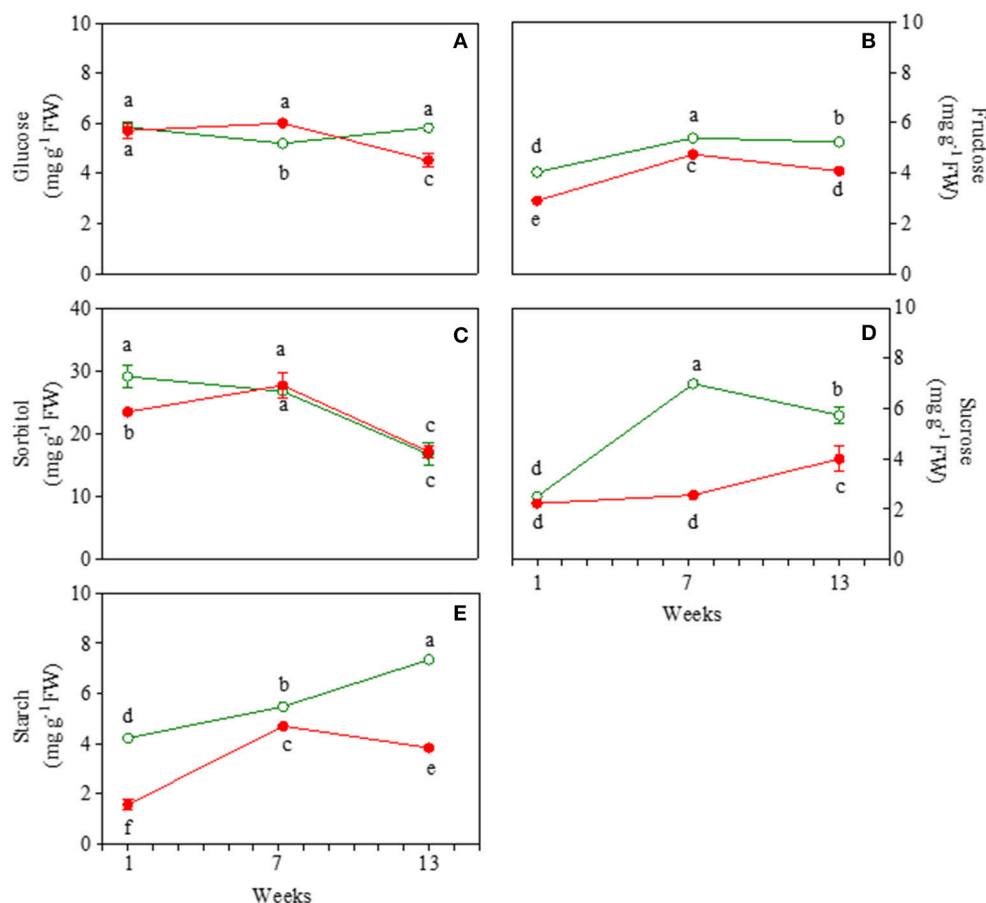 A
10
8
6
4
2
0
Glucose
(mg g⁻¹ FW)
a
a
a
a
b
c
B
10
8
6
4
2
0
Fructose
(mg g⁻¹ FW)
d
a
b
e
c
d
C
40
30
20
10
0
Sorbitol
(mg g⁻¹ FW)
a
a
c
b
a
c
D
10
8
6
4
2
0
Sucrose
(mg g⁻¹ FW)
d
a
b
d
d
c
1 7 13
Weeks
E
10
8
6
4
2
0
Starch
(mg g⁻¹ FW)
d
b
a
f
c
e
1 7 13
Weeks